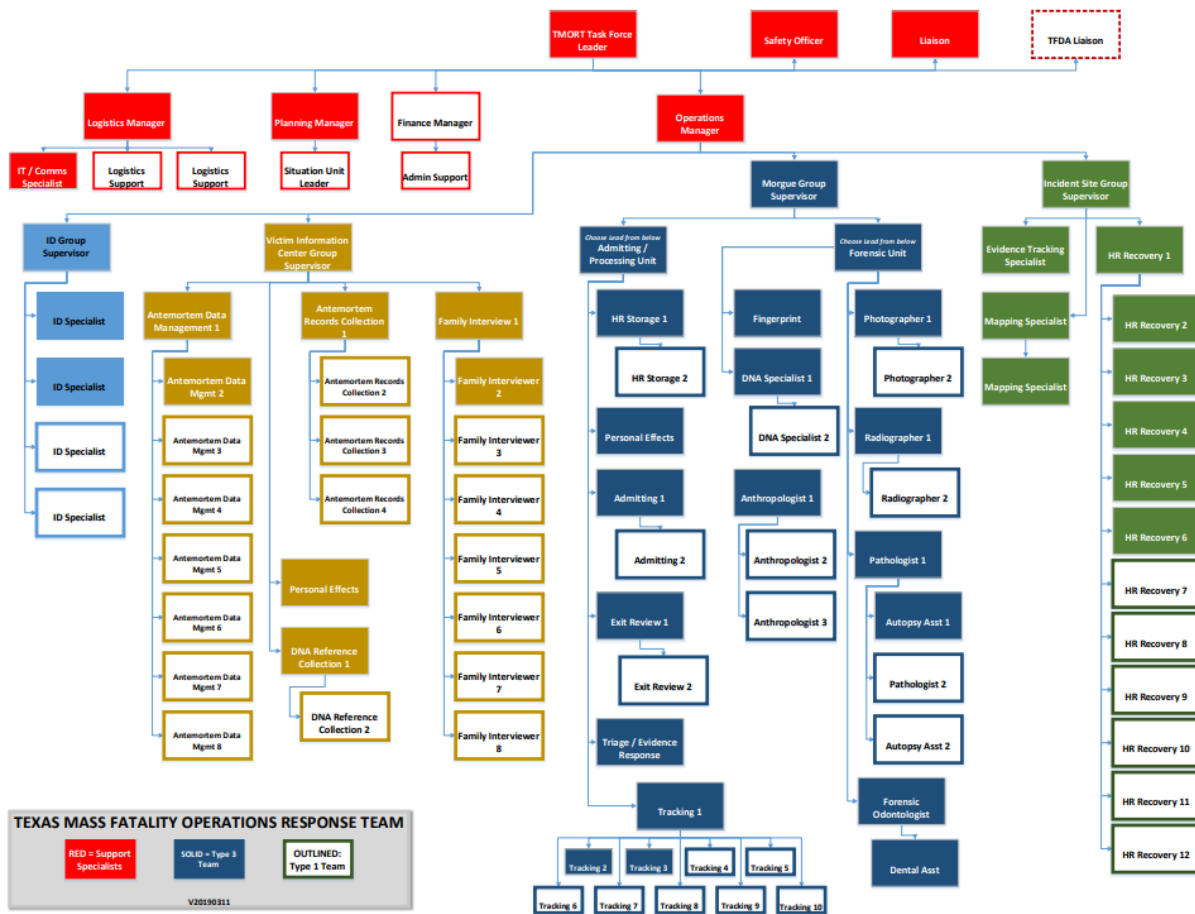 TMORT Task Force
Leader
Safety Officer
Liaison
TFDA Liaison
Logistics Manager
Planning Manager
Finance Manager
Operations
Manager
IT / Comms
Specialist
Logistics
Support
Logistics
Support
Situation Unit
Leader
Admin Support
Morgue Group
Supervisor
Incident Site Group
Supervisor
ID Group
Supervisor
Victim Information
Center Group
Supervisor
Choose Lead from below
Admitting /
Processing Unit
Choose Lead from below
Forensic Unit
Evidence Tracking
Specialist
HR Recovery 1
ID Specialist
ID Specialist
ID Specialist
ID Specialist
Antemortem Data
Management 1
Antemortem Data
Mgmt 2
Antemortem Data
Mgmt 3
Antemortem Data
Mgmt 4
Antemortem Data
Mgmt 5
Antemortem Data
Mgmt 6
Antemortem Data
Mgmt 7
Antemortem Data
Mgmt 8
Antemortem
Records Collection
1
Antemortem Records
Collection 2
Antemortem Records
Collection 3
Antemortem Records
Collection 4
Personal Effects
DNA Reference
Collection 1
DNA Reference
Collection 2
Family Interview 1
Family Interviewer
2
Family Interviewer
3
Family Interviewer
4
Family Interviewer
5
Family Interviewer
6
Family Interviewer
7
Family Interviewer
8
HR Storage 1
HR Storage 2
Personal Effects
Admitting 1
Admitting 2
Exit Review 1
Exit Review 2
Triage / Evidence
Response
Tracking 1
Tracking 2
Tracking 3
Tracking 4
Tracking 5
Tracking 6
Tracking 7
Tracking 8
Tracking 9
Tracking 10
Fingerprint
DNA Specialist 1
DNA Specialist 2
Anthropologist 1
Anthropologist 2
Anthropologist 3
Photographer 1
Photographer 2
Radiographer 1
Radiographer 2
Pathologist 1
Autopsy Asst 1
Pathologist 2
Autopsy Asst 2
Forensic
Odontologist
Dental Asst
Mapping Specialist
Mapping Specialist
HR Recovery 2
HR Recovery 3
HR Recovery 4
HR Recovery 5
HR Recovery 6
HR Recovery 7
HR Recovery 8
HR Recovery 9
HR Recovery 10
HR Recovery 11
HR Recovery 12
TEXAS MASS FATALITY OPERATIONS RESPONSE TEAM
RED = Support
Specialists
SOLID = Type 3
Team
OUTLINED:
Type 1 Team
V20190311